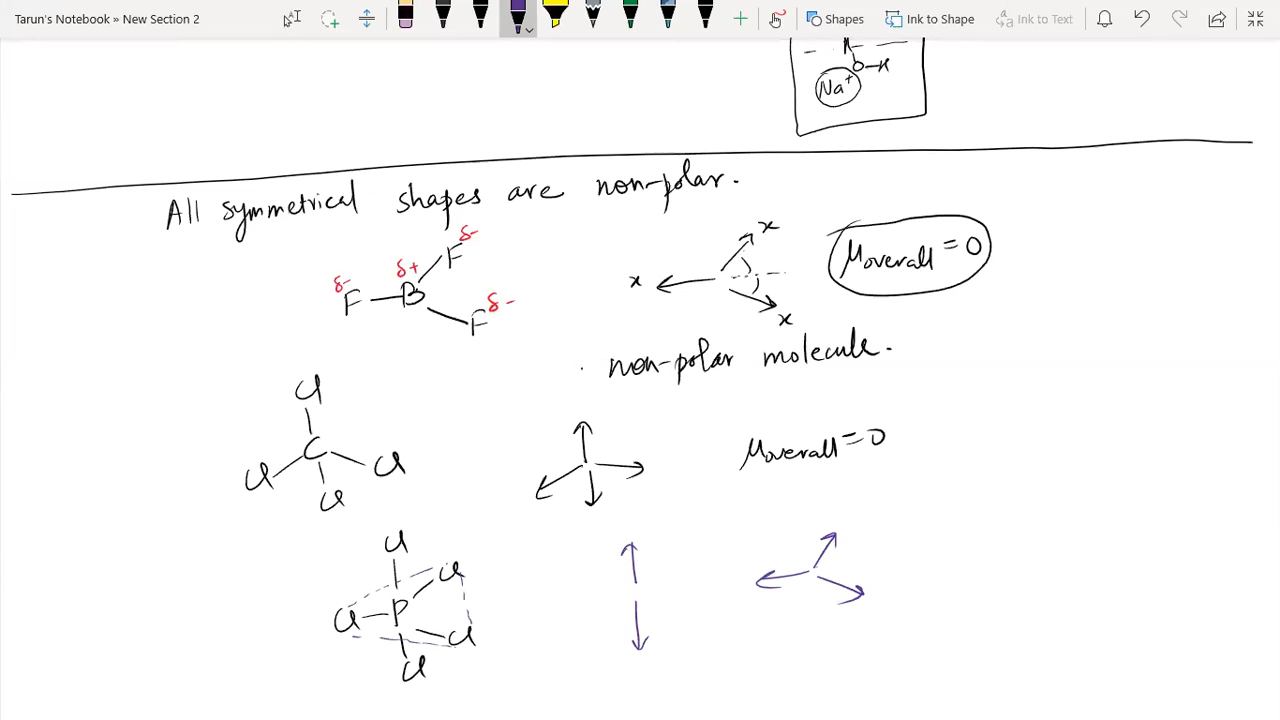 Tarun's Notebook » New Section 2
Shapes
Ink to Shape
Ink to Text
O-H
Na+
All symmetrical shapes are non-polar.
δ-
δ+
δ-
δ-
F
B
F
F
x
x
x
μoverall = 0
non-polar molecule.
Cl
C
Cl
Cl
Cl
μoverall = 0
Cl
Cl
Cl
P
Cl
Cl